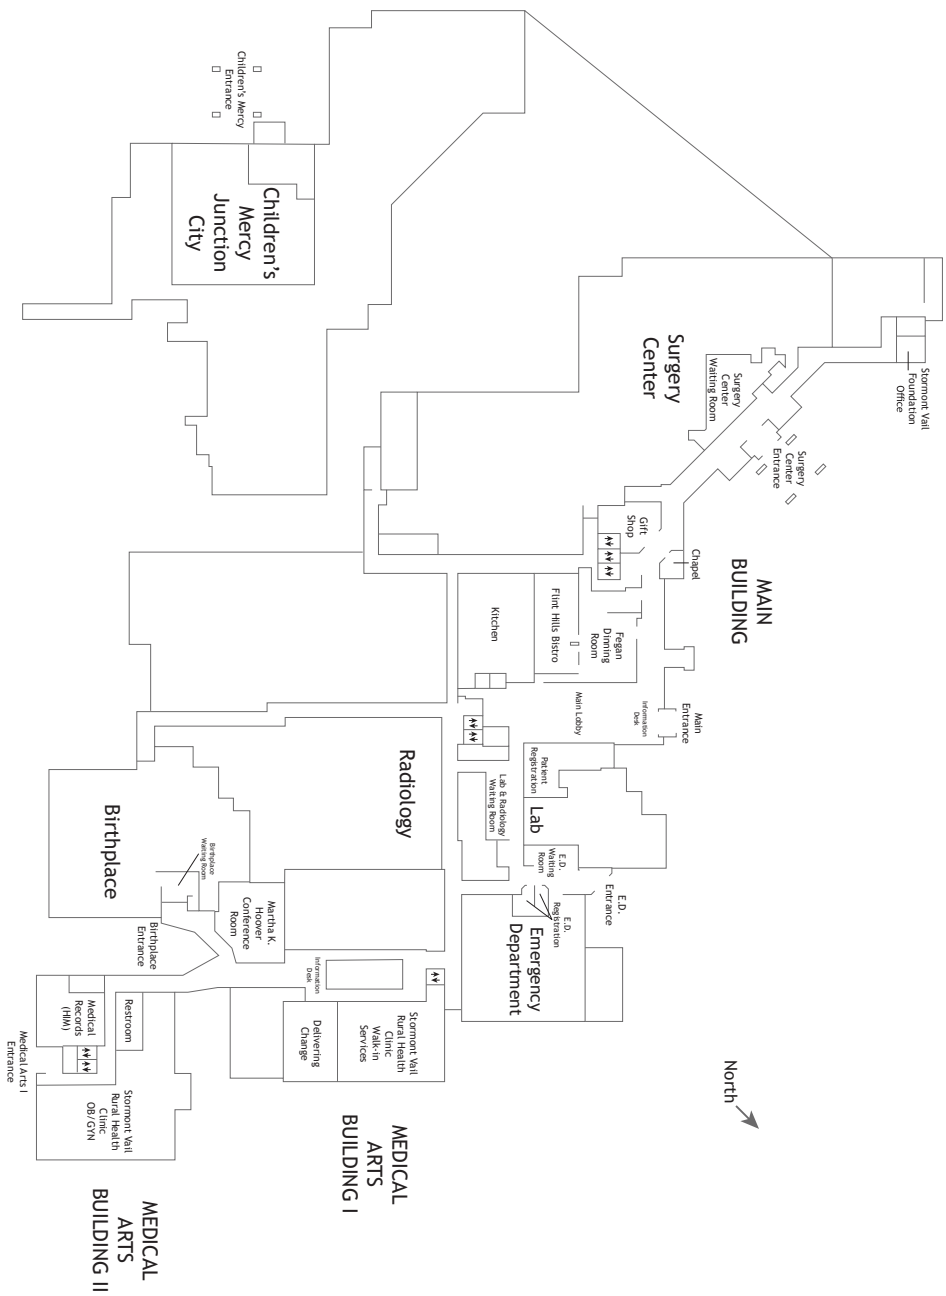 Stormont Vail
Foundation
Office
Surgery
Center
Entrance
Surgery
Center
Waiting Room
Surgery
Center
Children's Mercy
Entrance
Children's
Mercy
Junction
City
MAIN
BUILDING
Gift
Shop
Chapel
Fegan
Dinning
Room
Flint Hills Bistro
Kitchen
Main
Entrance
Information
Desk
Main Lobby
Patient
Registration
Lab
Lab & Radiology
Waiting Room
Radiology
E.D.
Waiting
Room
E.D.
Entrance
E.D.
Registration
Emergency
Department
Birthplace
Birthplace
Waiting Room
Martha K.
Hoover
Conference
Room
Birthplace
Entrance
Information
Desk
Stormont Vail
Rural Health
Clinic
Walk-in
Services
Delivering
Change
Restroom
Medical
Records
(HIM)
Medical Arts I
Entrance
Stormont Vail
Rural Health
Clinic
OB/GYN
North
MEDICAL
ARTS
BUILDING I
MEDICAL
ARTS
BUILDING II